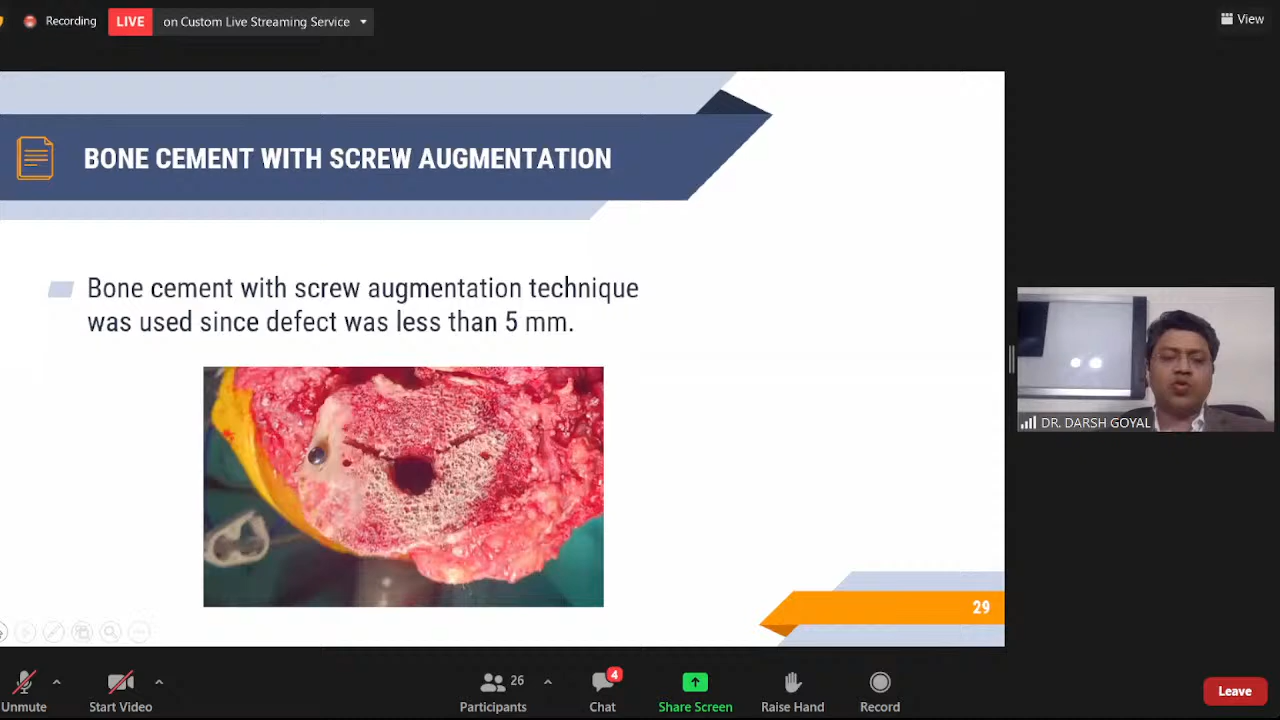 Recording
LIVE
on Custom Live Streaming Service
View
BONE CEMENT WITH SCREW AUGMENTATION
Bone cement with screw augmentation technique
was used since defect was less than 5 mm.
DR. DARSH GOYAL
29
Unmute
Start Video
26
Participants
4
Chat
Share Screen
Raise Hand
Record
Leave